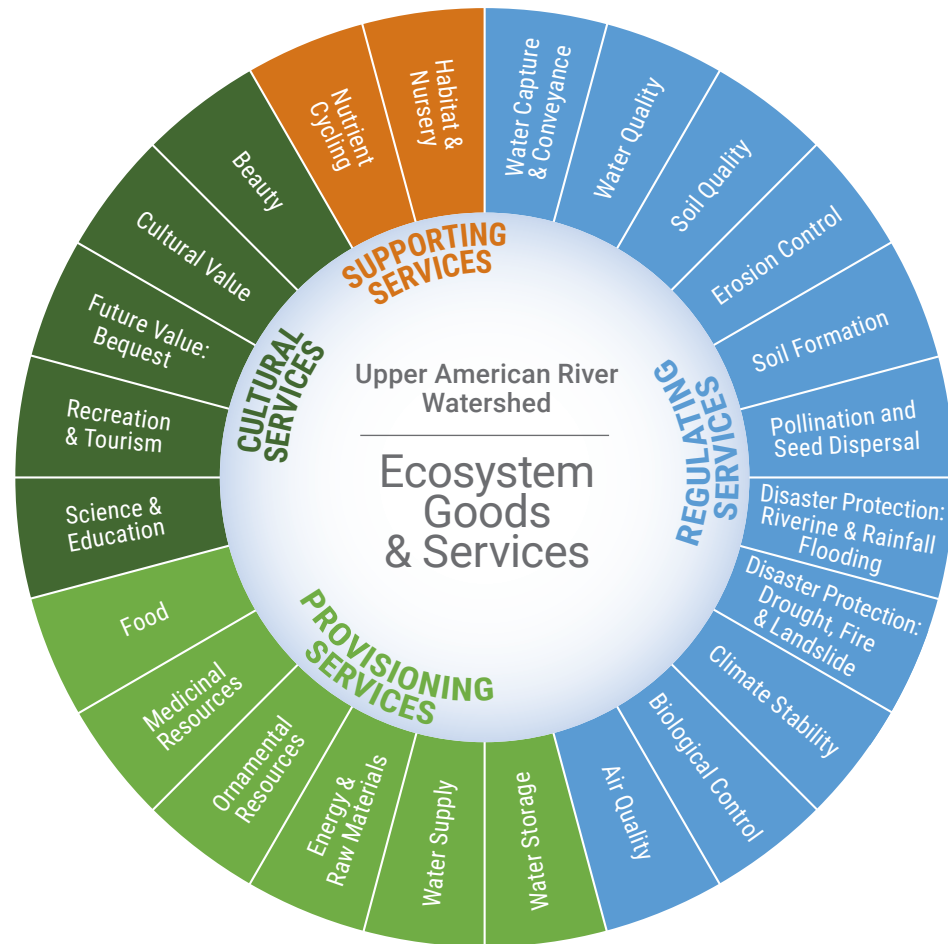 Upper American River
Watershed
Ecosystem
Goods
& Services
SUPPORTING
SERVICES
Nutrient
Cycling
Habitat &
Nursery
REGULATING
SERVICES
Water Capture
& Conveyance
Water Quality
Soil Quality
Erosion Control
Soil Formation
Pollination and
Seed Dispersal
Disaster Protection:
Riverine & Rainfall
Flooding
Disaster Protection:
Drought, Fire
& Landslide
Climate Stability
Biological Control
Air Quality
PROVISIONING
SERVICES
Water Storage
Water Supply
Energy &
Raw Materials
Ornamental
Resources
Medicinal
Resources
Food
CULTURAL
SERVICES
Science &
Education
Recreation
& Tourism
Future Value:
Bequest
Cultural Value
Beauty